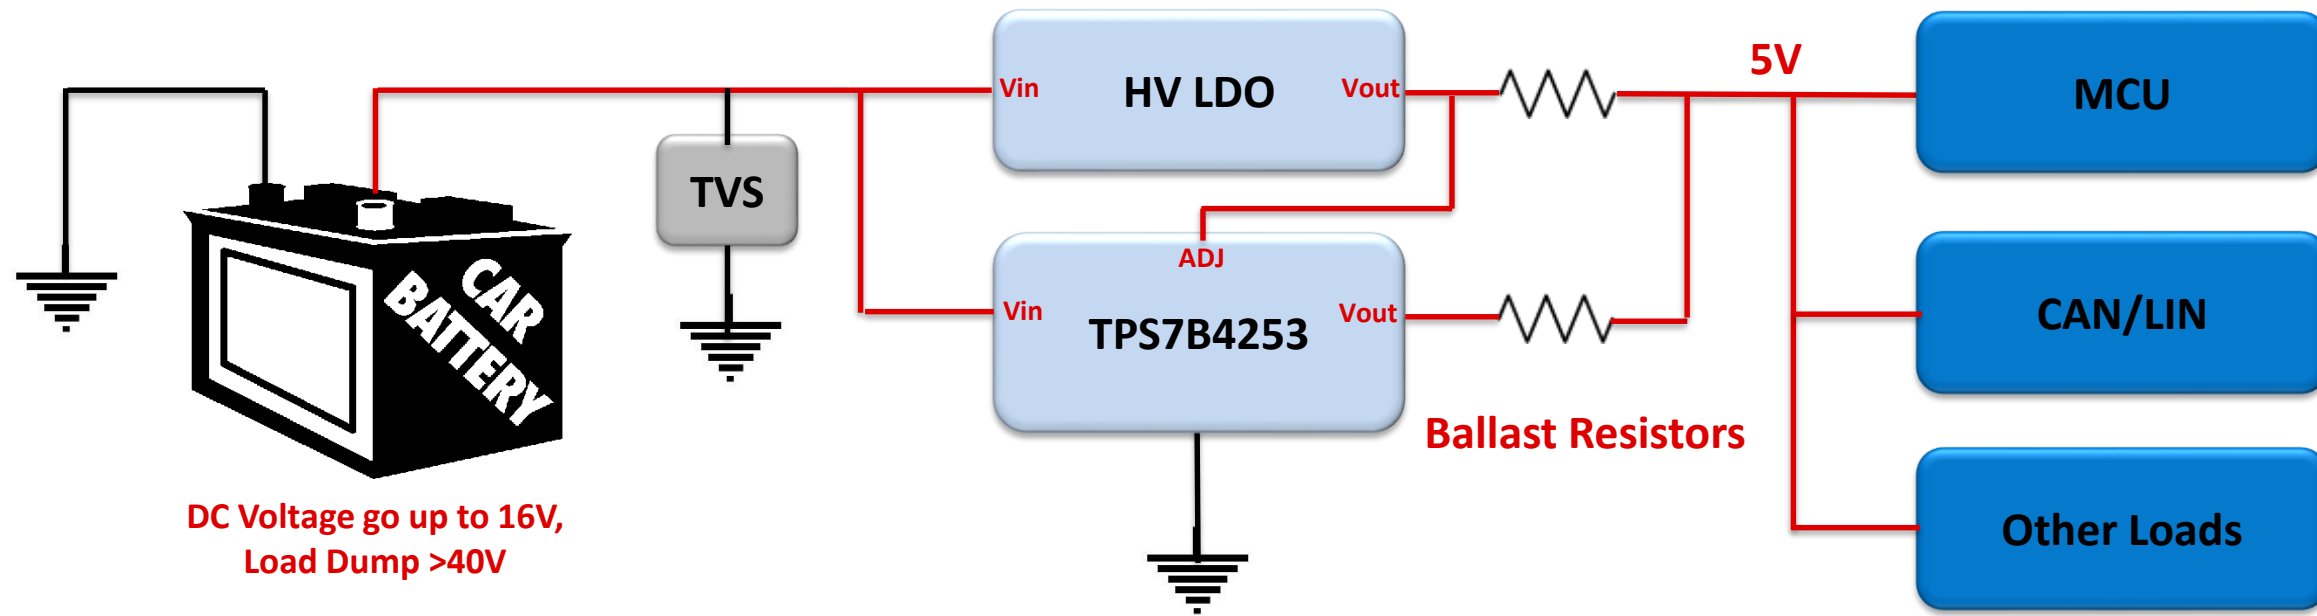 5V
Vin
HV LDO
Vout
MCU
TVS
ADJ
Vin
TPS7B4253
Vout
CAN/LIN
CAR
BATTERY
Ballast Resistors
DC Voltage go up to 16V,
Load Dump >40V
Other Loads